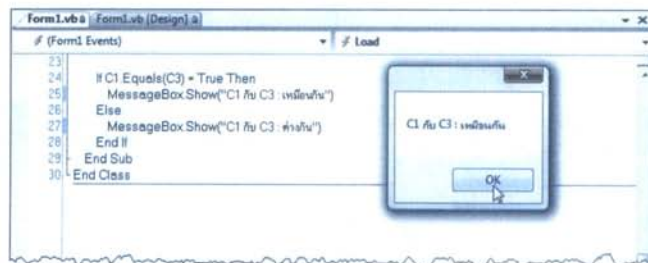 Form1.vb Form1.vb [Design]
(Form1 Events) Load
23
24 If C1.Equals(C3) = True Then
25 MessageBox.Show("C1 กับ C3 : เหมือนกัน")
26 Else
27 MessageBox.Show("C1 กับ C3 : ต่างกัน")
28 End If
29 End Sub
30 End Class
C1 กับ C3 : เหมือนกัน
OK